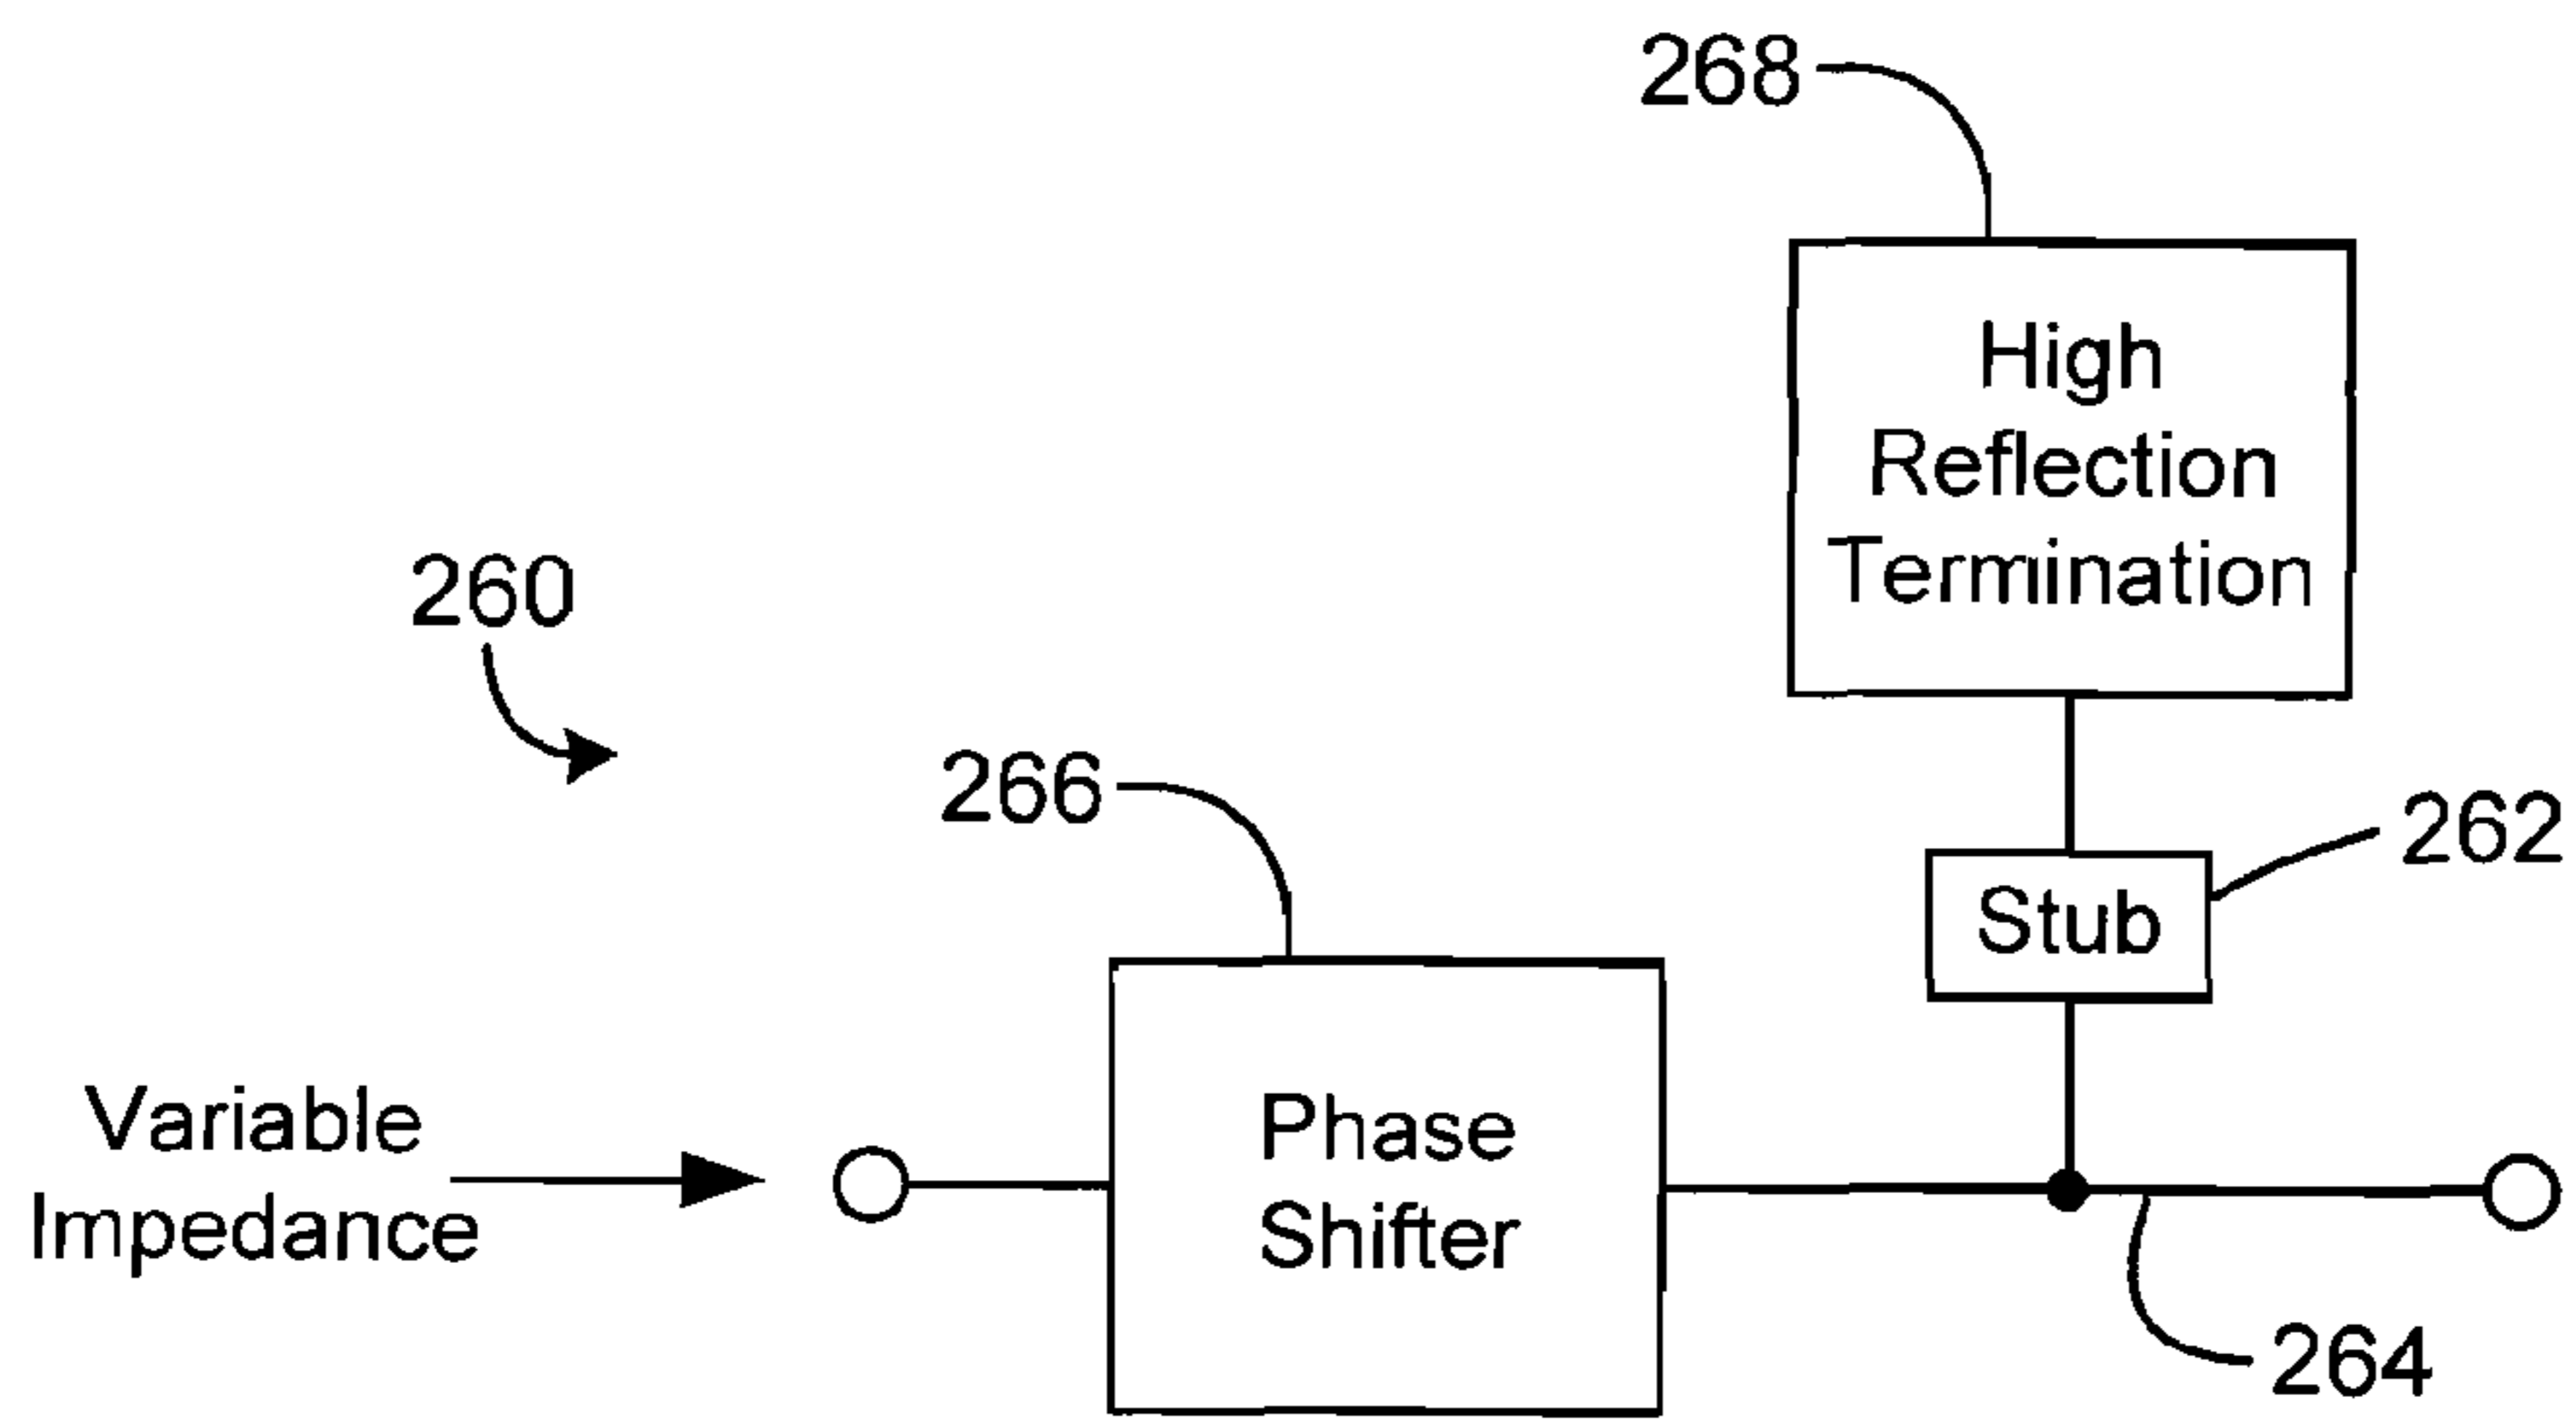 268
High
Reflection
Termination
260
266
262
Stub
Variable
Impedance
Phase
Shifter
264